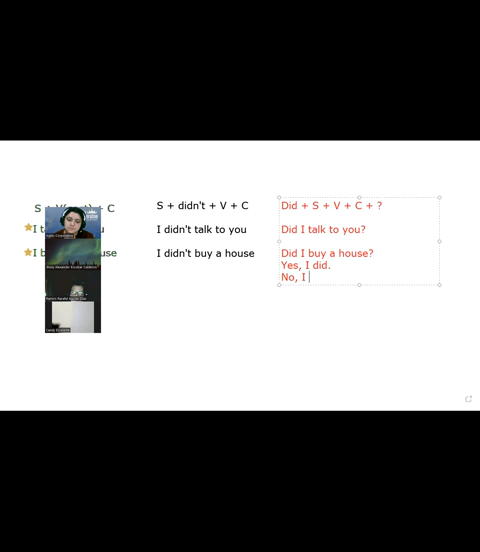 S + V( ) + C
I t u
I b use
S + didn't + V + C
I didn't talk to you
I didn't buy a house
Did + S + V + C + ?
Did I talk to you?
Did I buy a house?
Yes, I did.
No, I